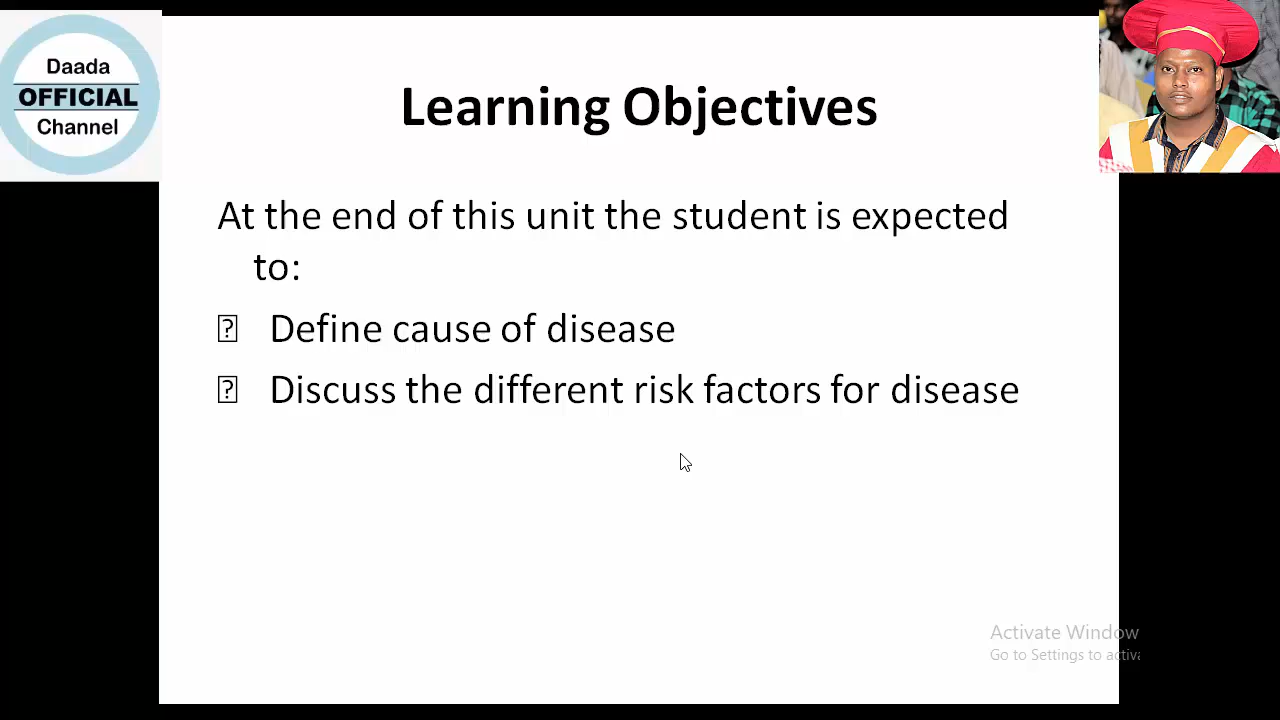 Daada
OFFICIAL
Channel
Learning Objectives
At the end of this unit the student is expected
to:
Define cause of disease
Discuss the different risk factors for disease
Activate Window
Go to Settings to activa